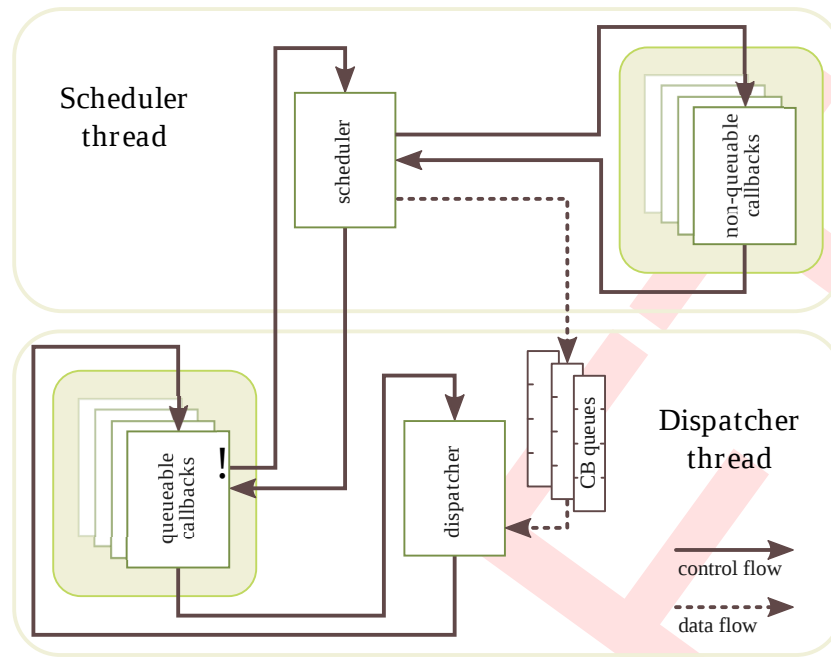 Scheduler
thread
scheduler
non-queuable
callbacks
queueable
callbacks
!
dispatcher
CB queues
Dispatcher
thread
control flow
data flow